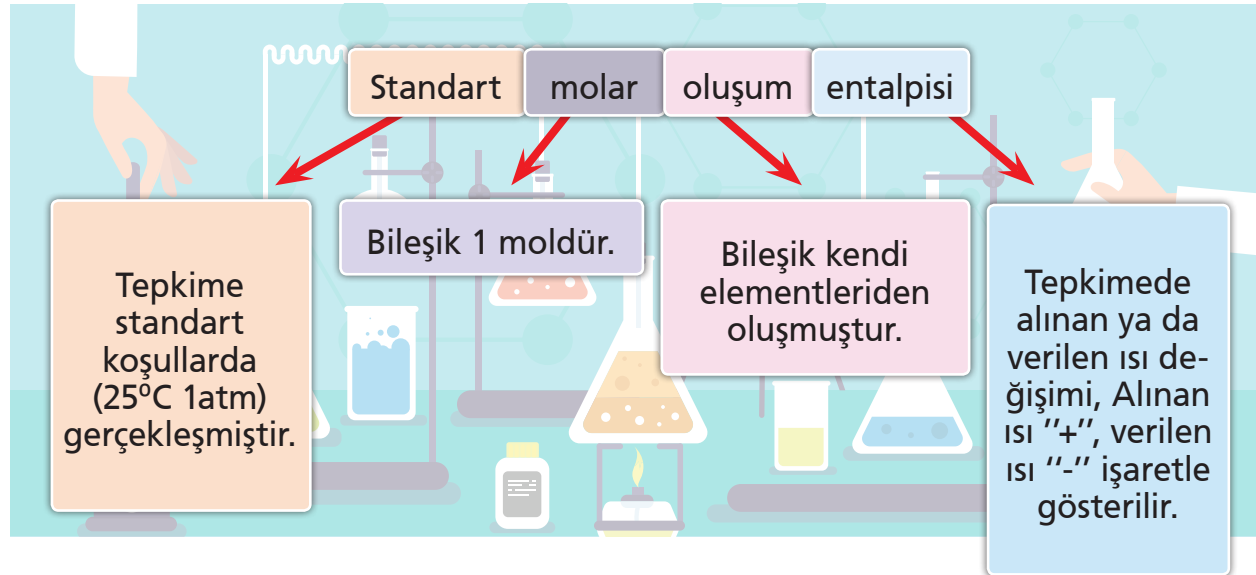 Standart molar oluşum entalpisi
Tepkime
standart
koşullarda
(25⁰C 1atm)
gerçekleşmiştir.
Bileşik 1 moldür.
Bileşik kendi
elementleriden
oluşmuştur.
Tepkimede
alınan ya da
verilen ısı de-
ğişimi, Alınan
ısı ′′+′′, verilen
ısı ′′-′′ işaretle
gösterilir.